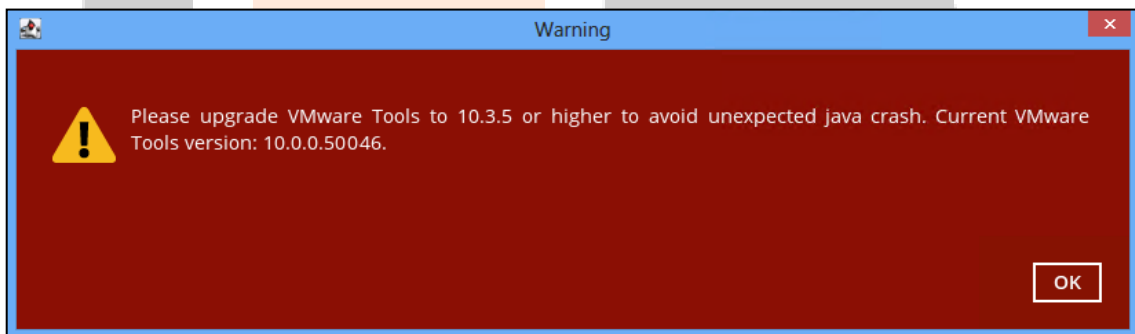 Warning
Please upgrade VMware Tools to 10.3.5 or higher to avoid unexpected java crash. Current VMware
Tools version: 10.0.0.50046.
OK